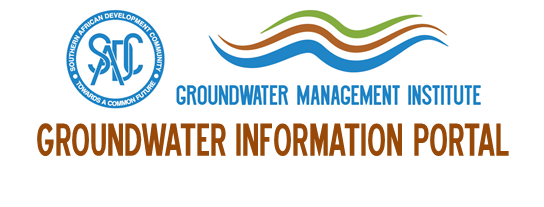 SOUTHERN AFRICAN DEVELOPMENT COMMUNITY
SADC
TOWARDS A COMMON FUTURE
GROUNDWATER MANAGEMENT INSTITUTE
GROUNDWATER INFORMATION PORTAL